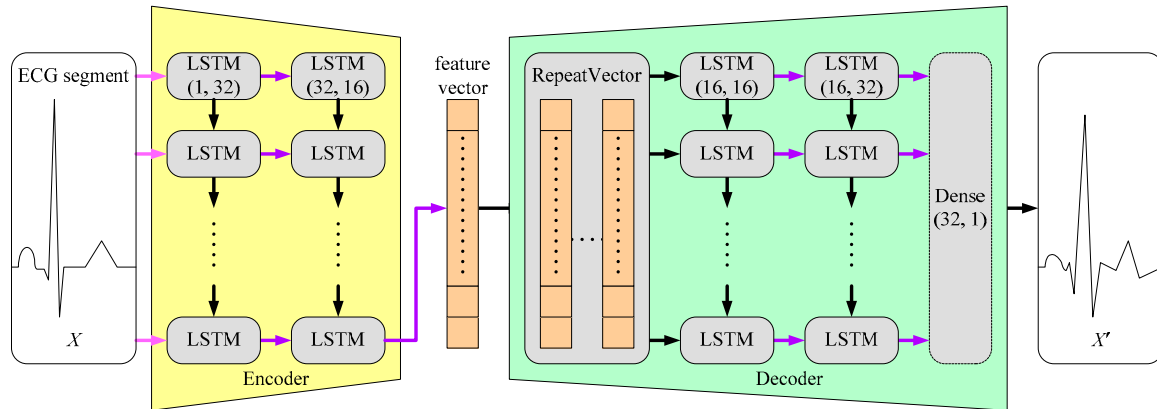 ECG segment
X
LSTM
(1, 32)
LSTM
(32, 16)
LSTM
LSTM
LSTM
LSTM
Encoder
feature
vector
RepeatVector
LSTM
(16, 16)
LSTM
(16, 32)
LSTM
LSTM
LSTM
LSTM
Dense
(32, 1)
Decoder
X'